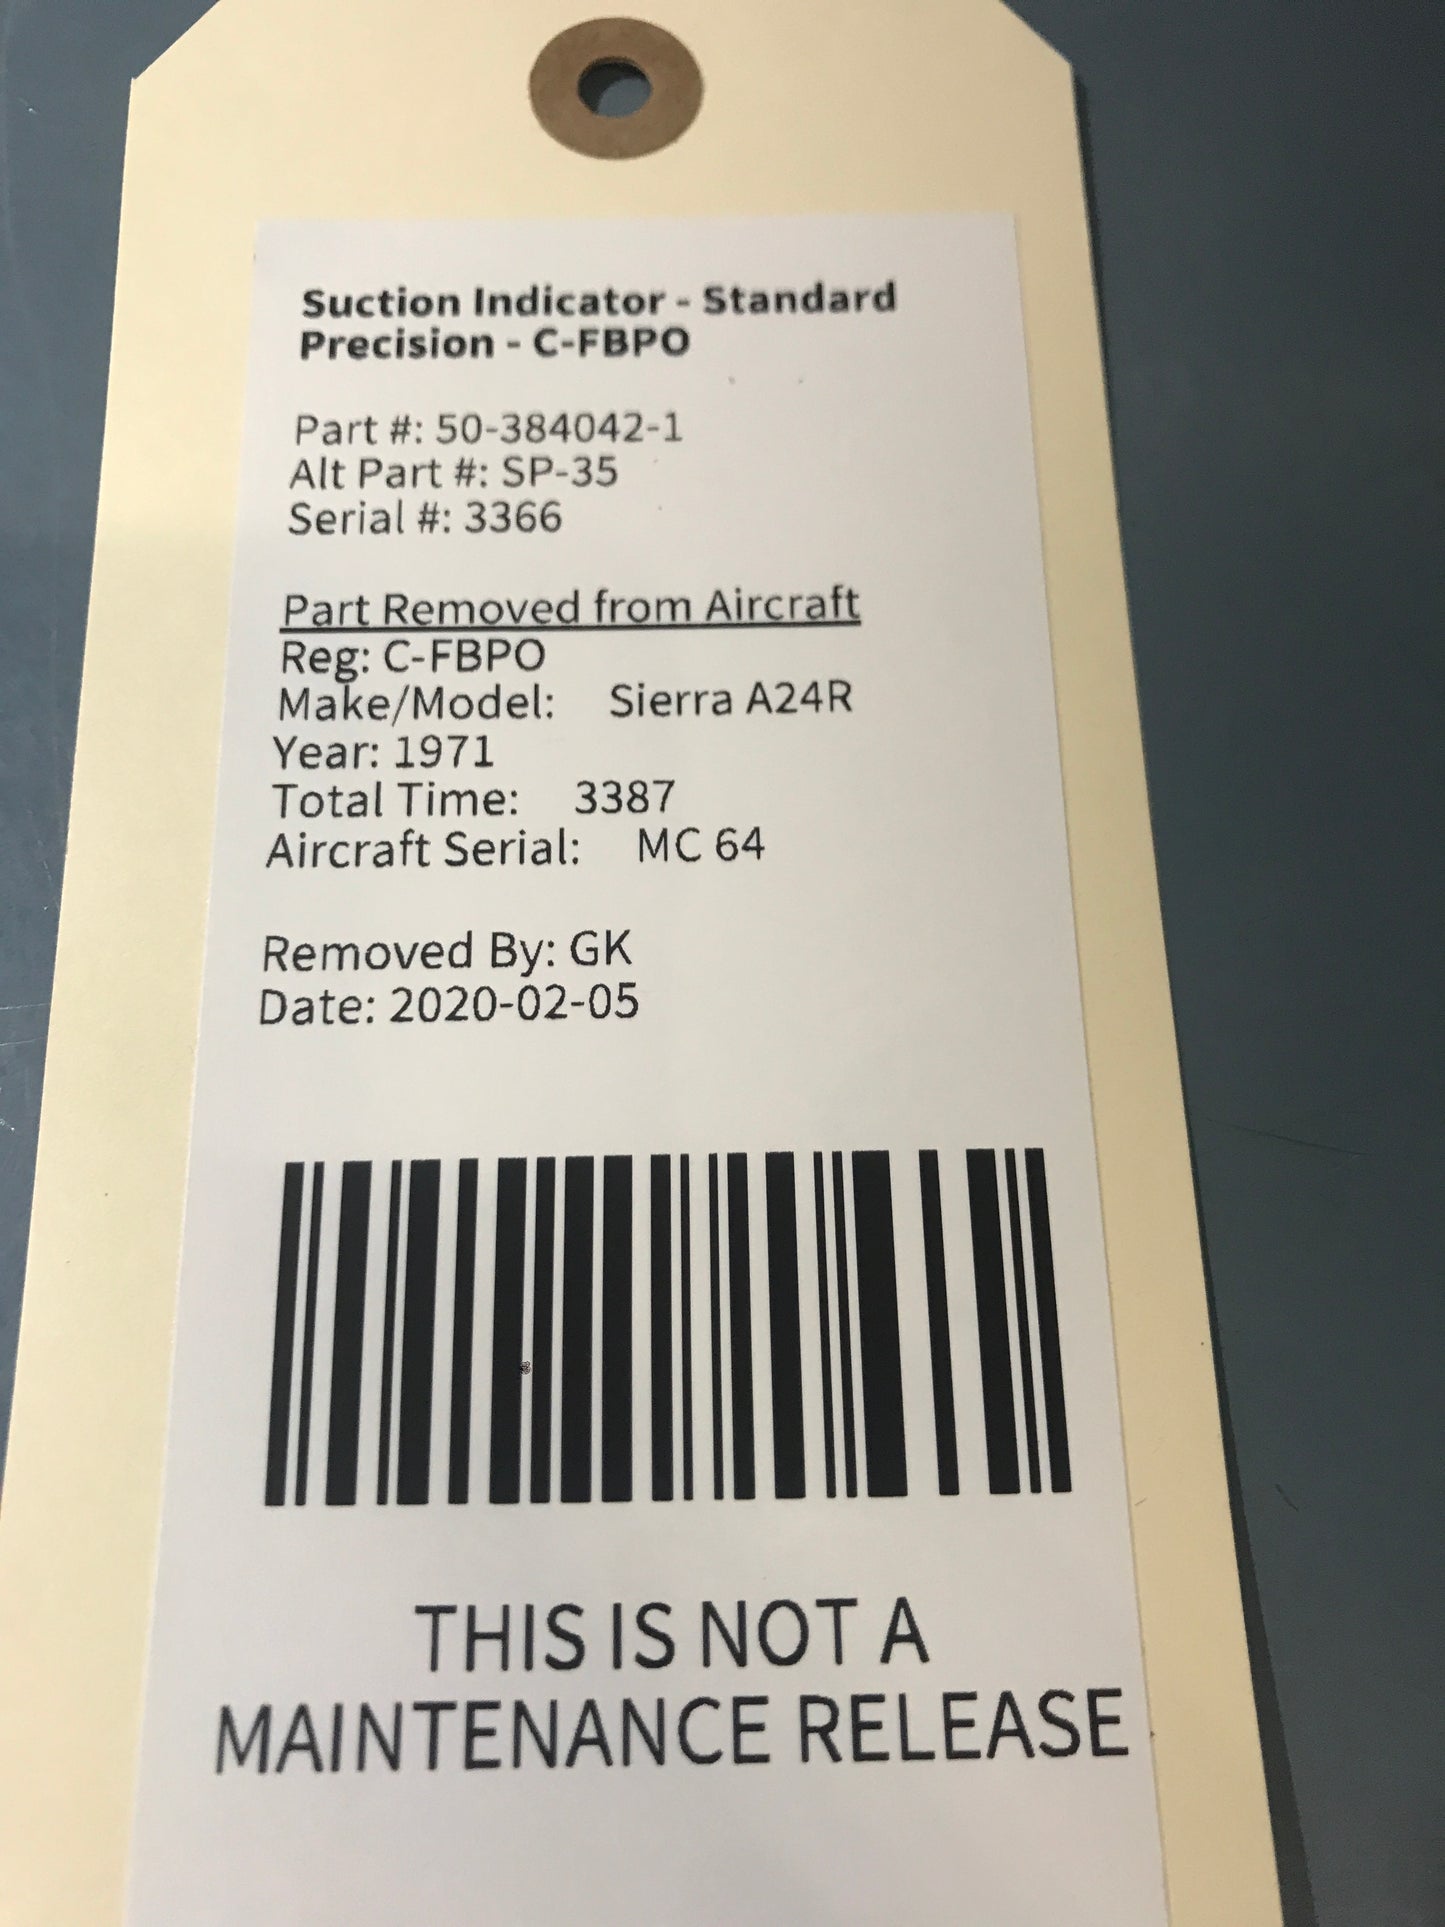 Suction Indicator - Standard
Precision - C-FBPO
Part #: 50-384042-1
Alt Part #: SP-35
Serial #: 3366
Part Removed from Aircraft
Reg: C-FBPO
Make/Model: Sierra A24R
Year: 1971
Total Time: 3387
Aircraft Serial: MC 64
Removed By: GK
Date: 2020-02-05
THIS IS NOT A
MAINTENANCE RELEASE